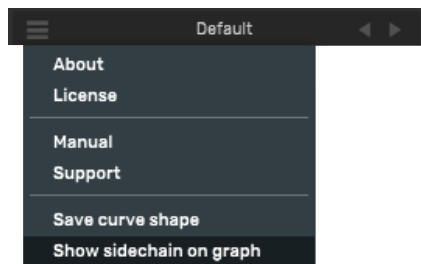 Default
About
License
Manual
Support
Save curve shape
Show sidechain on graph